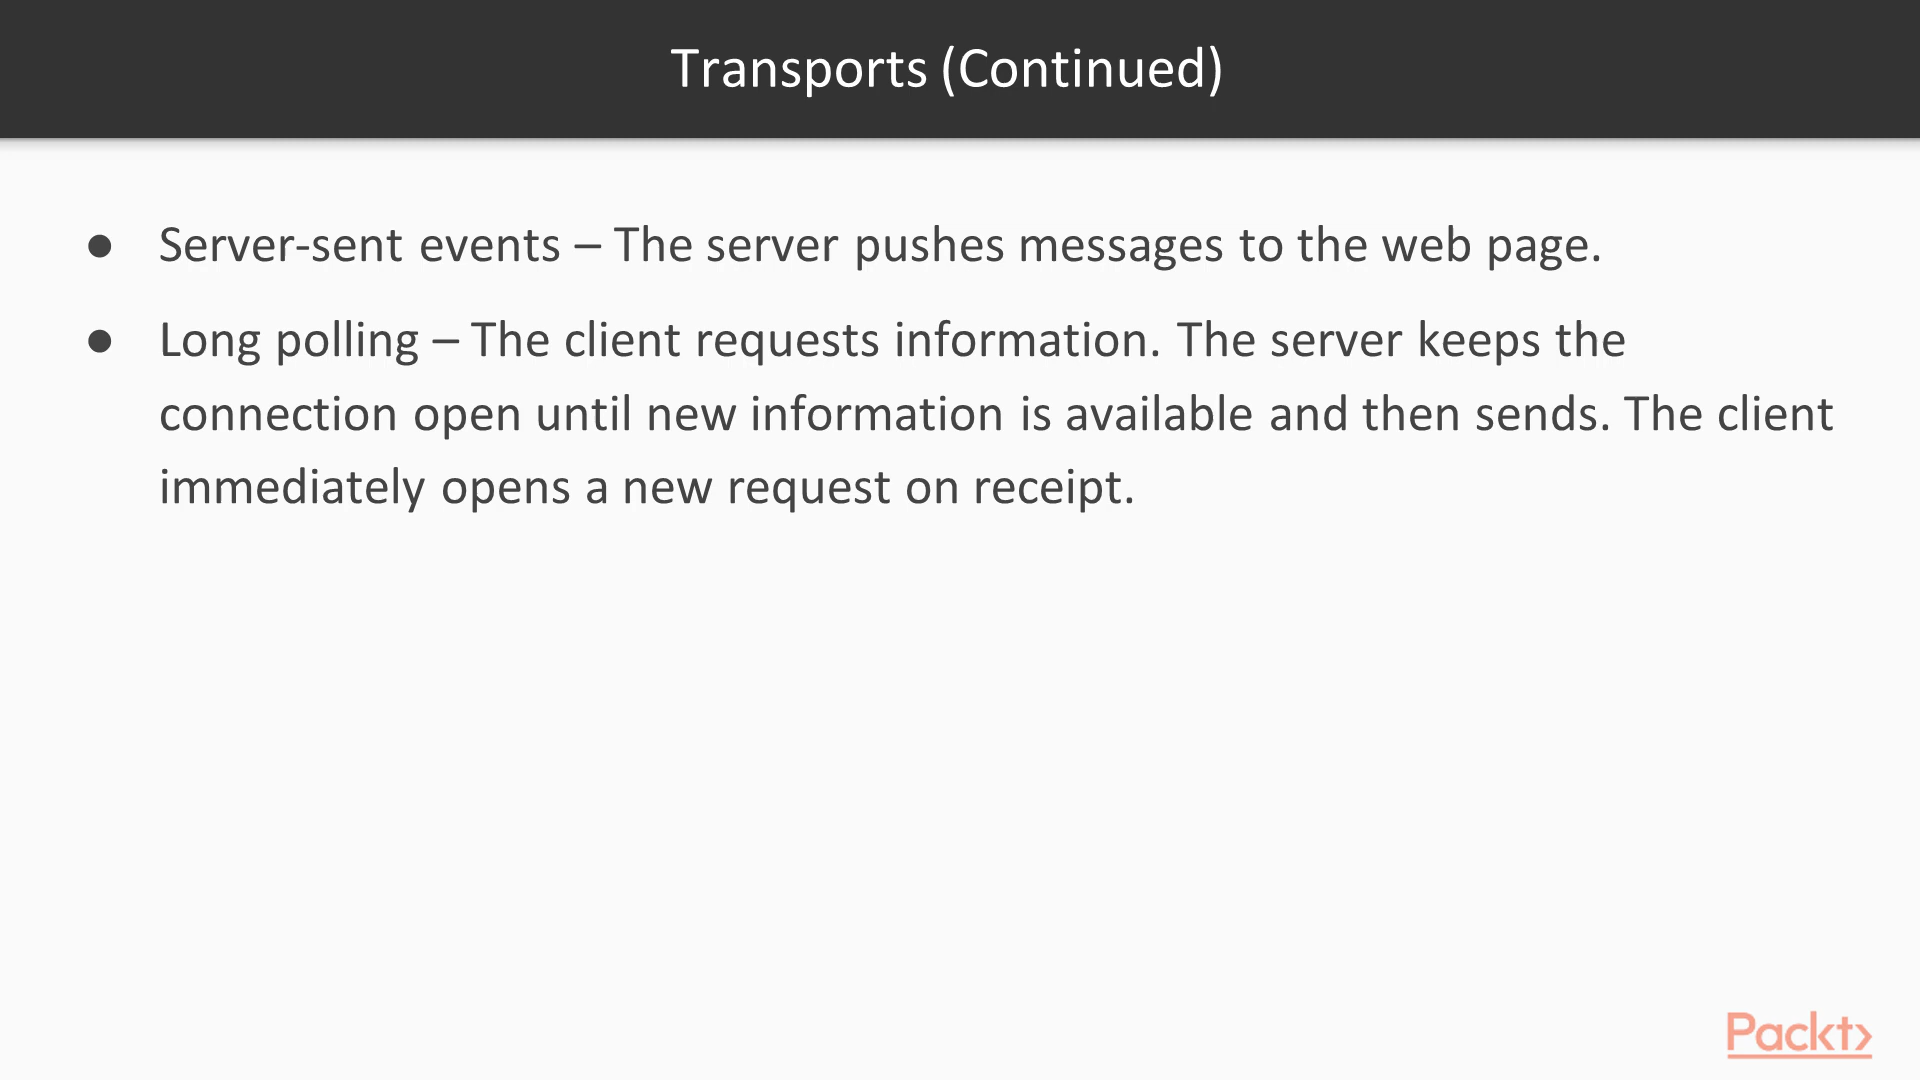 Transports (Continued)
● Server-sent events – The server pushes messages to the web page.
● Long polling – The client requests information. The server keeps the
connection open until new information is available and then sends. The client
immediately opens a new request on receipt.
Packt>